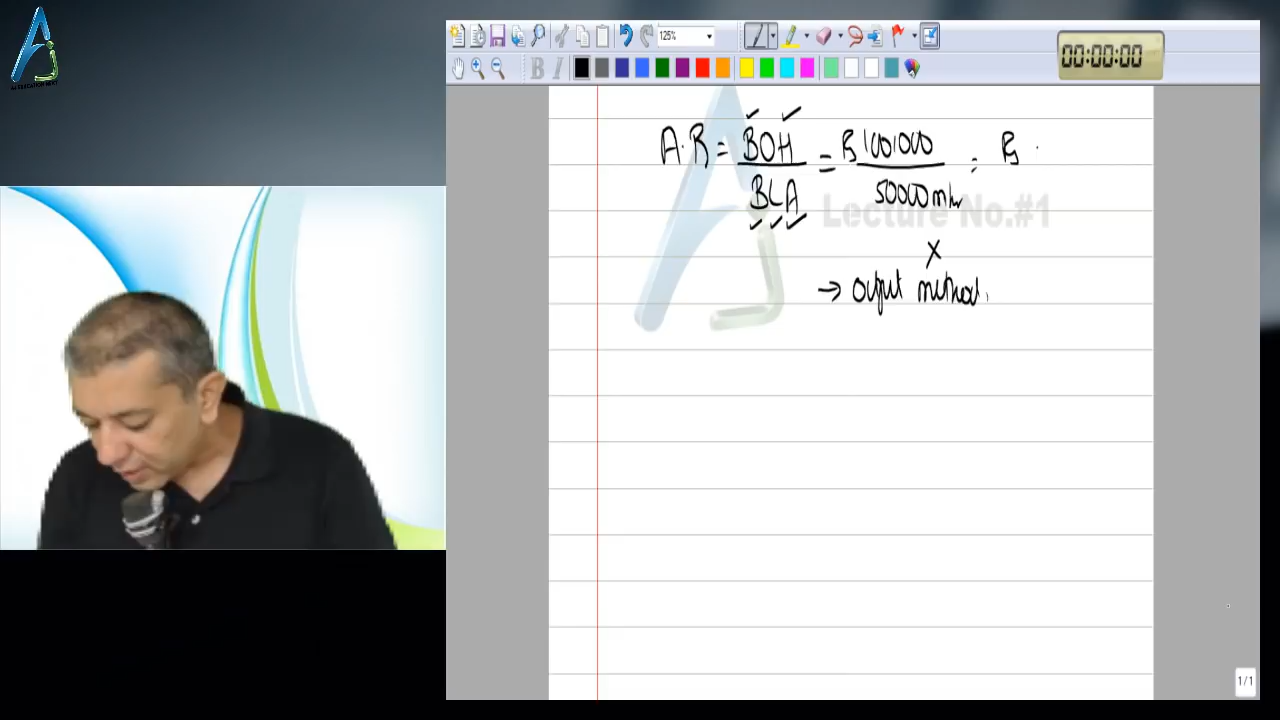 125%
00:00:00
A.R = BOH / BLA = Rs 100,000 / 50000 mhr = Rs
Lecture No.#1
X
→ output method.
1/1